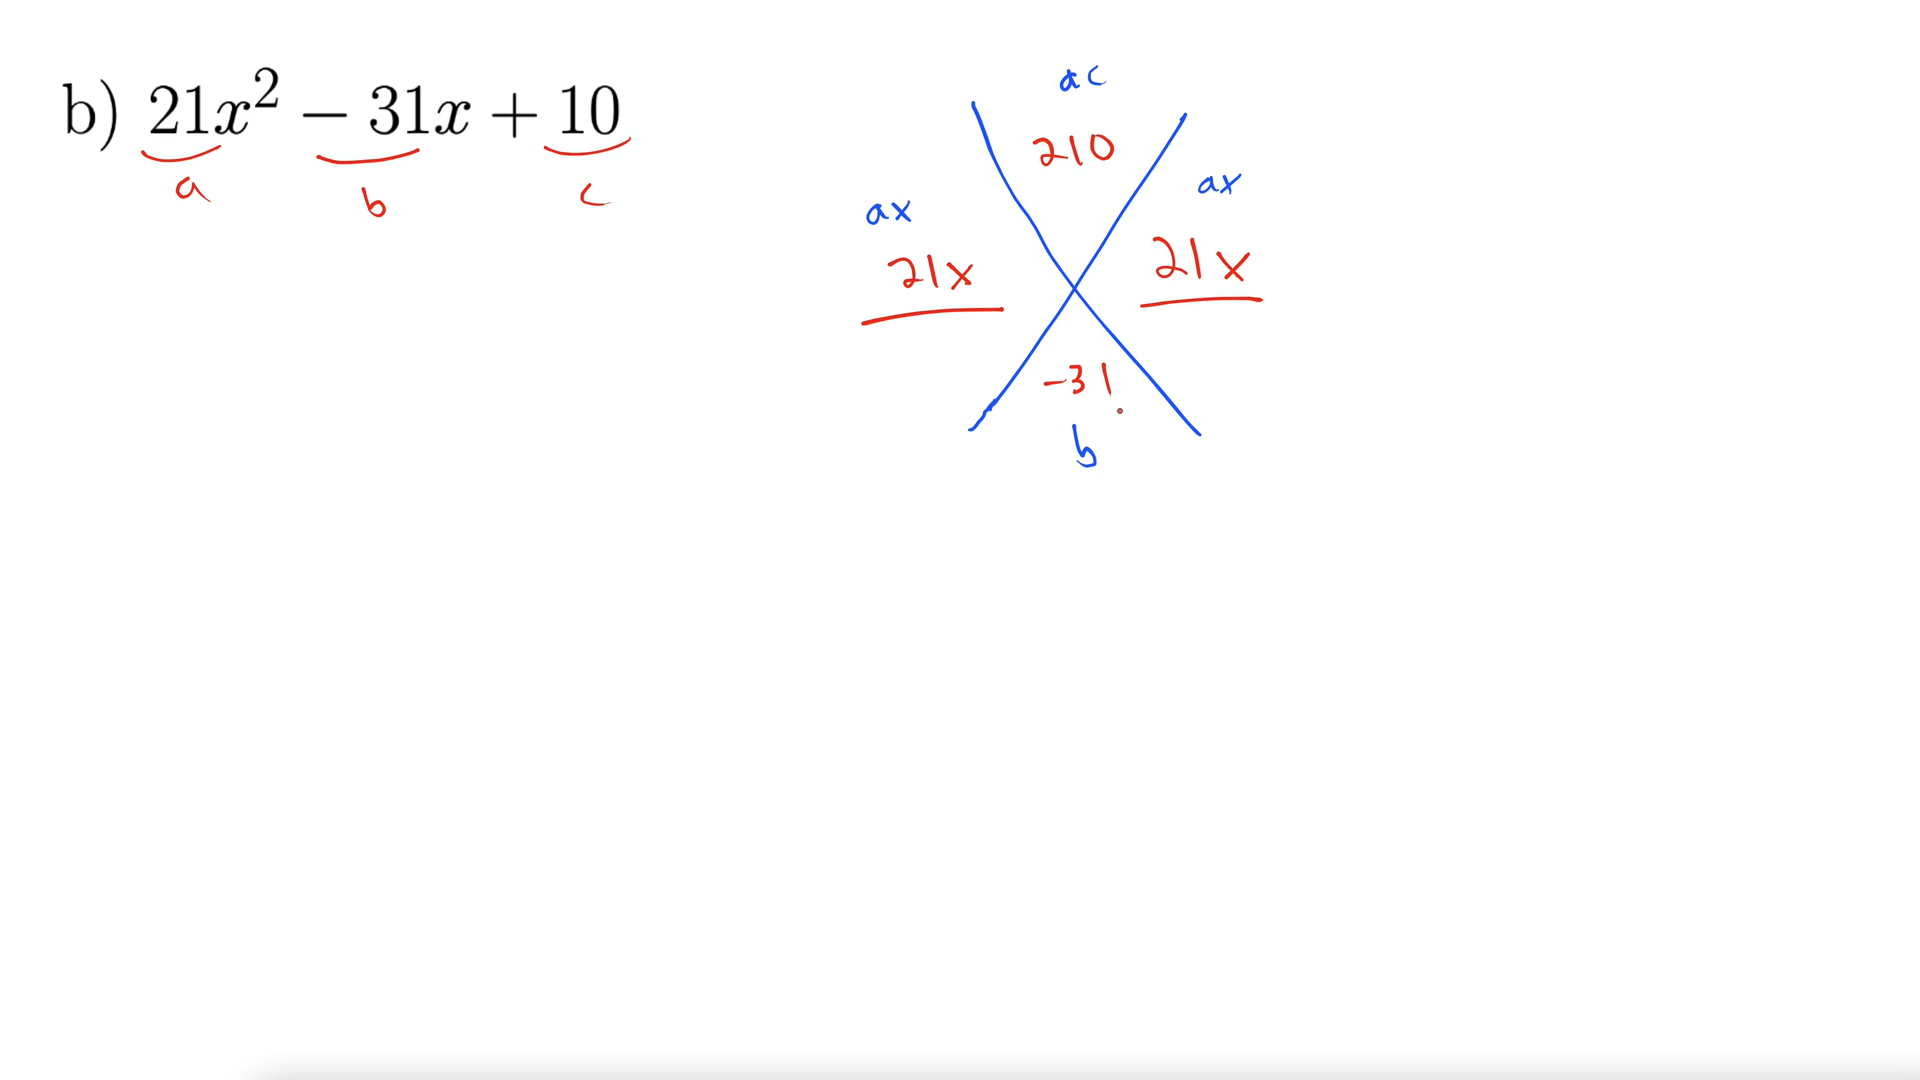 b) 21x² − 31x + 10
a b c
ac
210
ax ax
21x 21x
-31
b